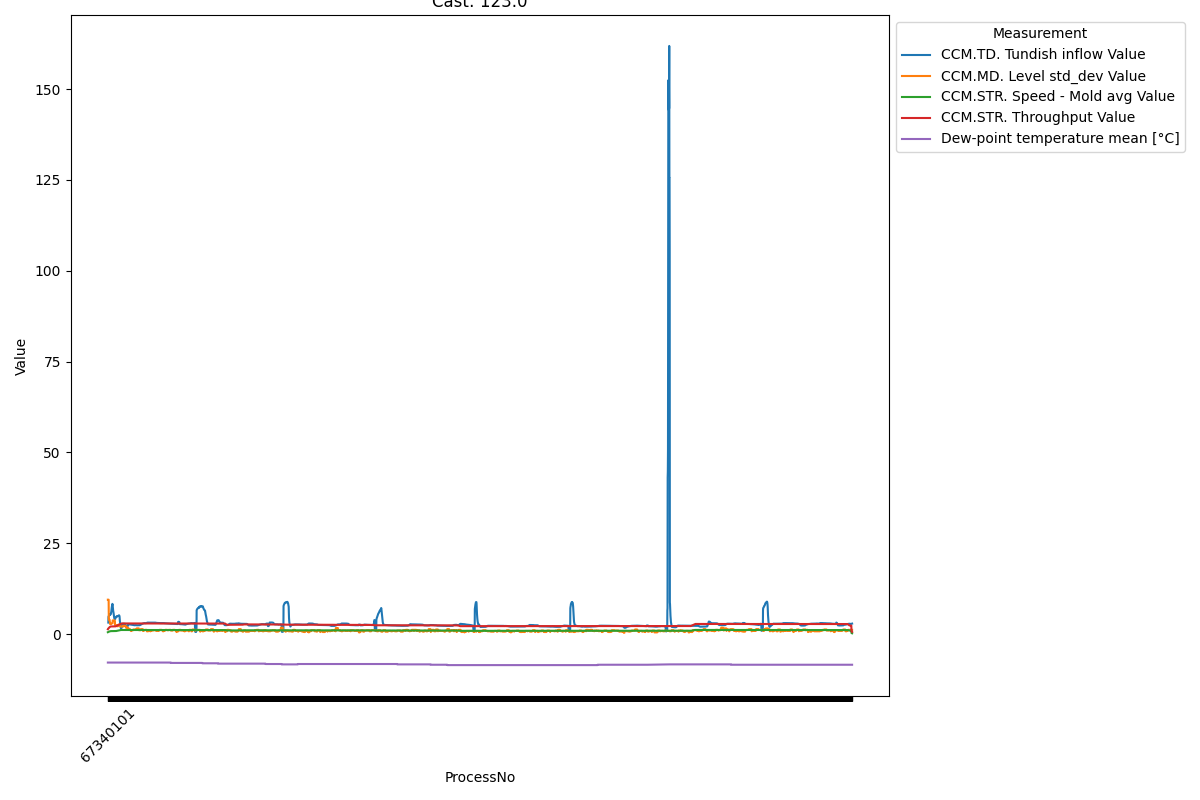 Cast: 123.0
150
125
100
75
50
25
0
Value
67340101
ProcessNo
Measurement
CCM.TD. Tundish inflow Value
CCM.MD. Level std_dev Value
CCM.STR. Speed - Mold avg Value
CCM.STR. Throughput Value
Dew-point temperature mean [°C]